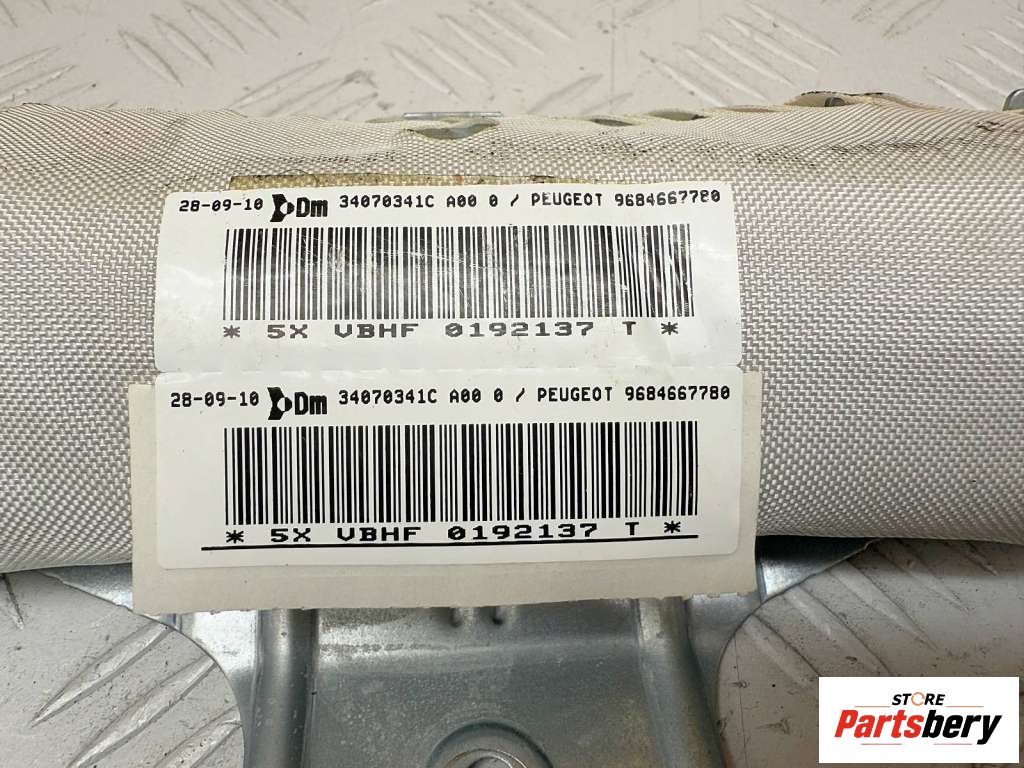 28-09-10 Dm 34070341C A00 0 / PEUGEOT 9684667780
* 5X VBHF 0192137 T *
28-09-10 Dm 34070341C A00 0 / PEUGEOT 9684667780
* 5X VBHF 0192137 T *
STORE
Partsbery